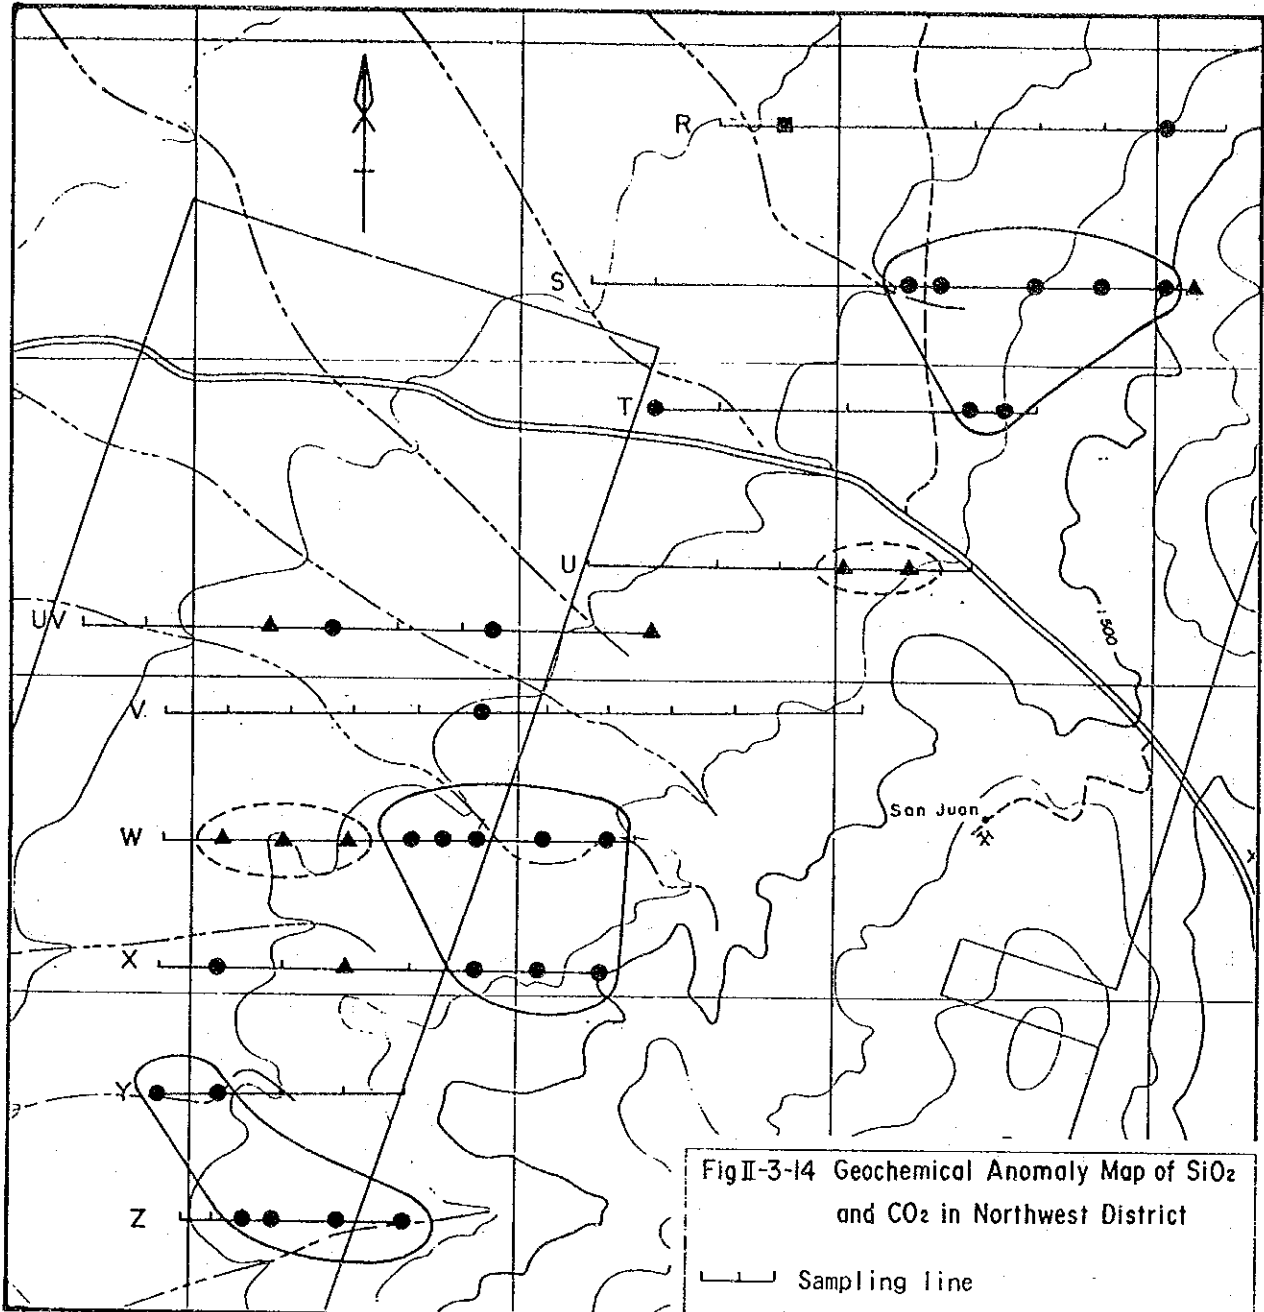 R
S
T
U
UV
1500
V
San Juan
W
X
Y
Z
Fig II-3-14 Geochemical Anomaly Map of SiO2
and CO2 in Northwest District
Sampling line